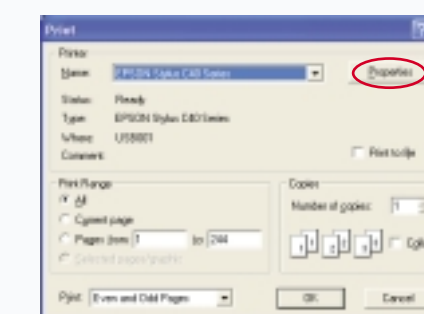 Print
Printer
Name: EPSON Stylus C40 Series Properties
Status: Ready
Type: EPSON Stylus C40 Series
Where: USB001
Comment: Print to file
Print Range Copies
All Number of copies: 1
Current page
Pages from 1 to 244
Selected pages/graphic
Print: Even and Odd Pages OK Cancel